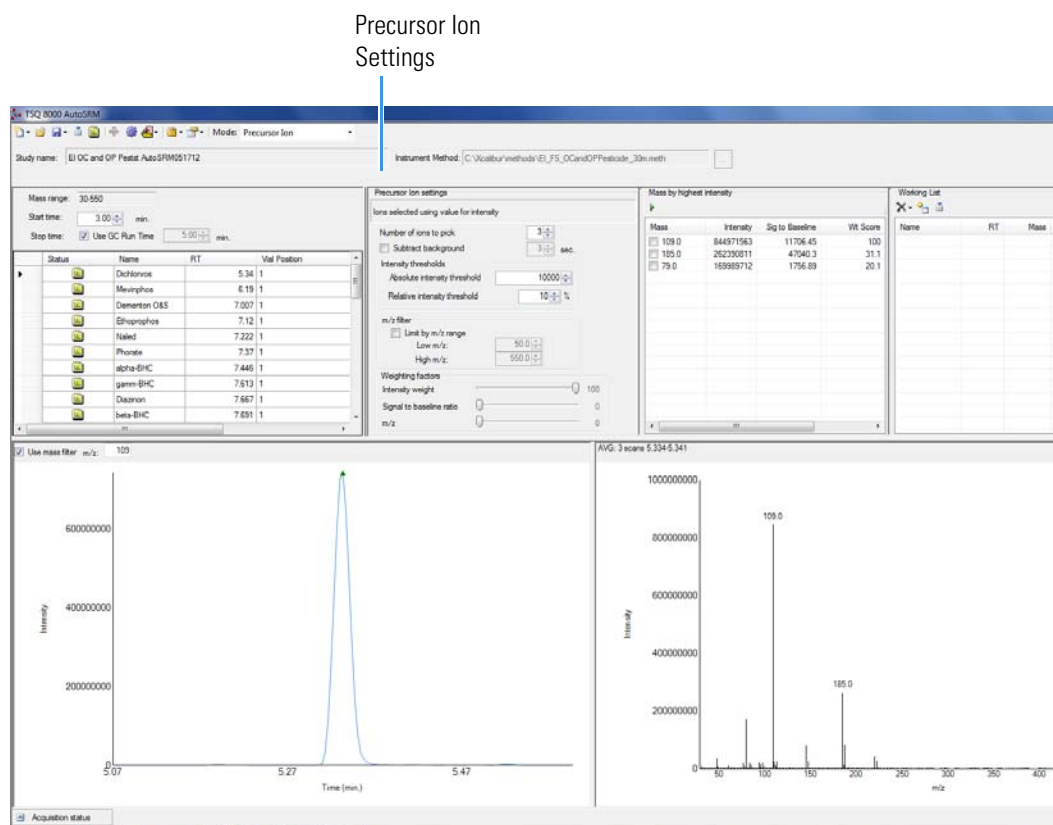 Precursor Ion
Settings
TSQ 8000 AutoSRM
Mode: Precursor Ion
Study name: EI OC and OP Pestst AutoSRM051712
Instrument Method: C:\Xcalibur\methods\EI_FS_OCandOPPesticide_30m.meth
...
Mass range: 30-550
Start time: 3.00 min.
Stop time: Use GC Run Time 5.00 min.
Status Name RT Vial Position
Dichlorvos 5.34 1
Mevinphos 6.19 1
Dementon O&S 7.007 1
Ethoprophos 7.12 1
Naled 7.222 1
Phorate 7.37 1
alpha-BHC 7.446 1
gamm-BHC 7.613 1
Diazinon 7.667 1
beta-BHC 7.691 1
Precursor Ion settings
Ions selected using value for intensity
Number of ions to pick 3
Subtract background 3 sec.
Intensity thresholds
Absolute intensity threshold 10000
Relative intensity threshold 10 %
m/z filter
Limit by m/z range
Low m/z: 50.0
High m/z: 550.0
Weighting factors
Intensity weight 100
Signal to baseline ratio 0
m/z 0
Mass by highest intensity
Mass Intensity Sig to Baseline Wt Score
109.0 844971563 11706.45 100
185.0 262390811 47040.3 31.1
79.0 169989712 1756.89 20.1
Working List
Name RT Mass
Use mass filter m/z: 109
600000000
400000000
200000000
0
Intensity
5.07 5.27 5.47
Time (min.)
AVG: 3 scans 5.334-5.341
1000000000
800000000
600000000
400000000
200000000
0
Intensity
109.0
185.0
50 100 150 200 250 300 350 400
m/z
Acquisition status